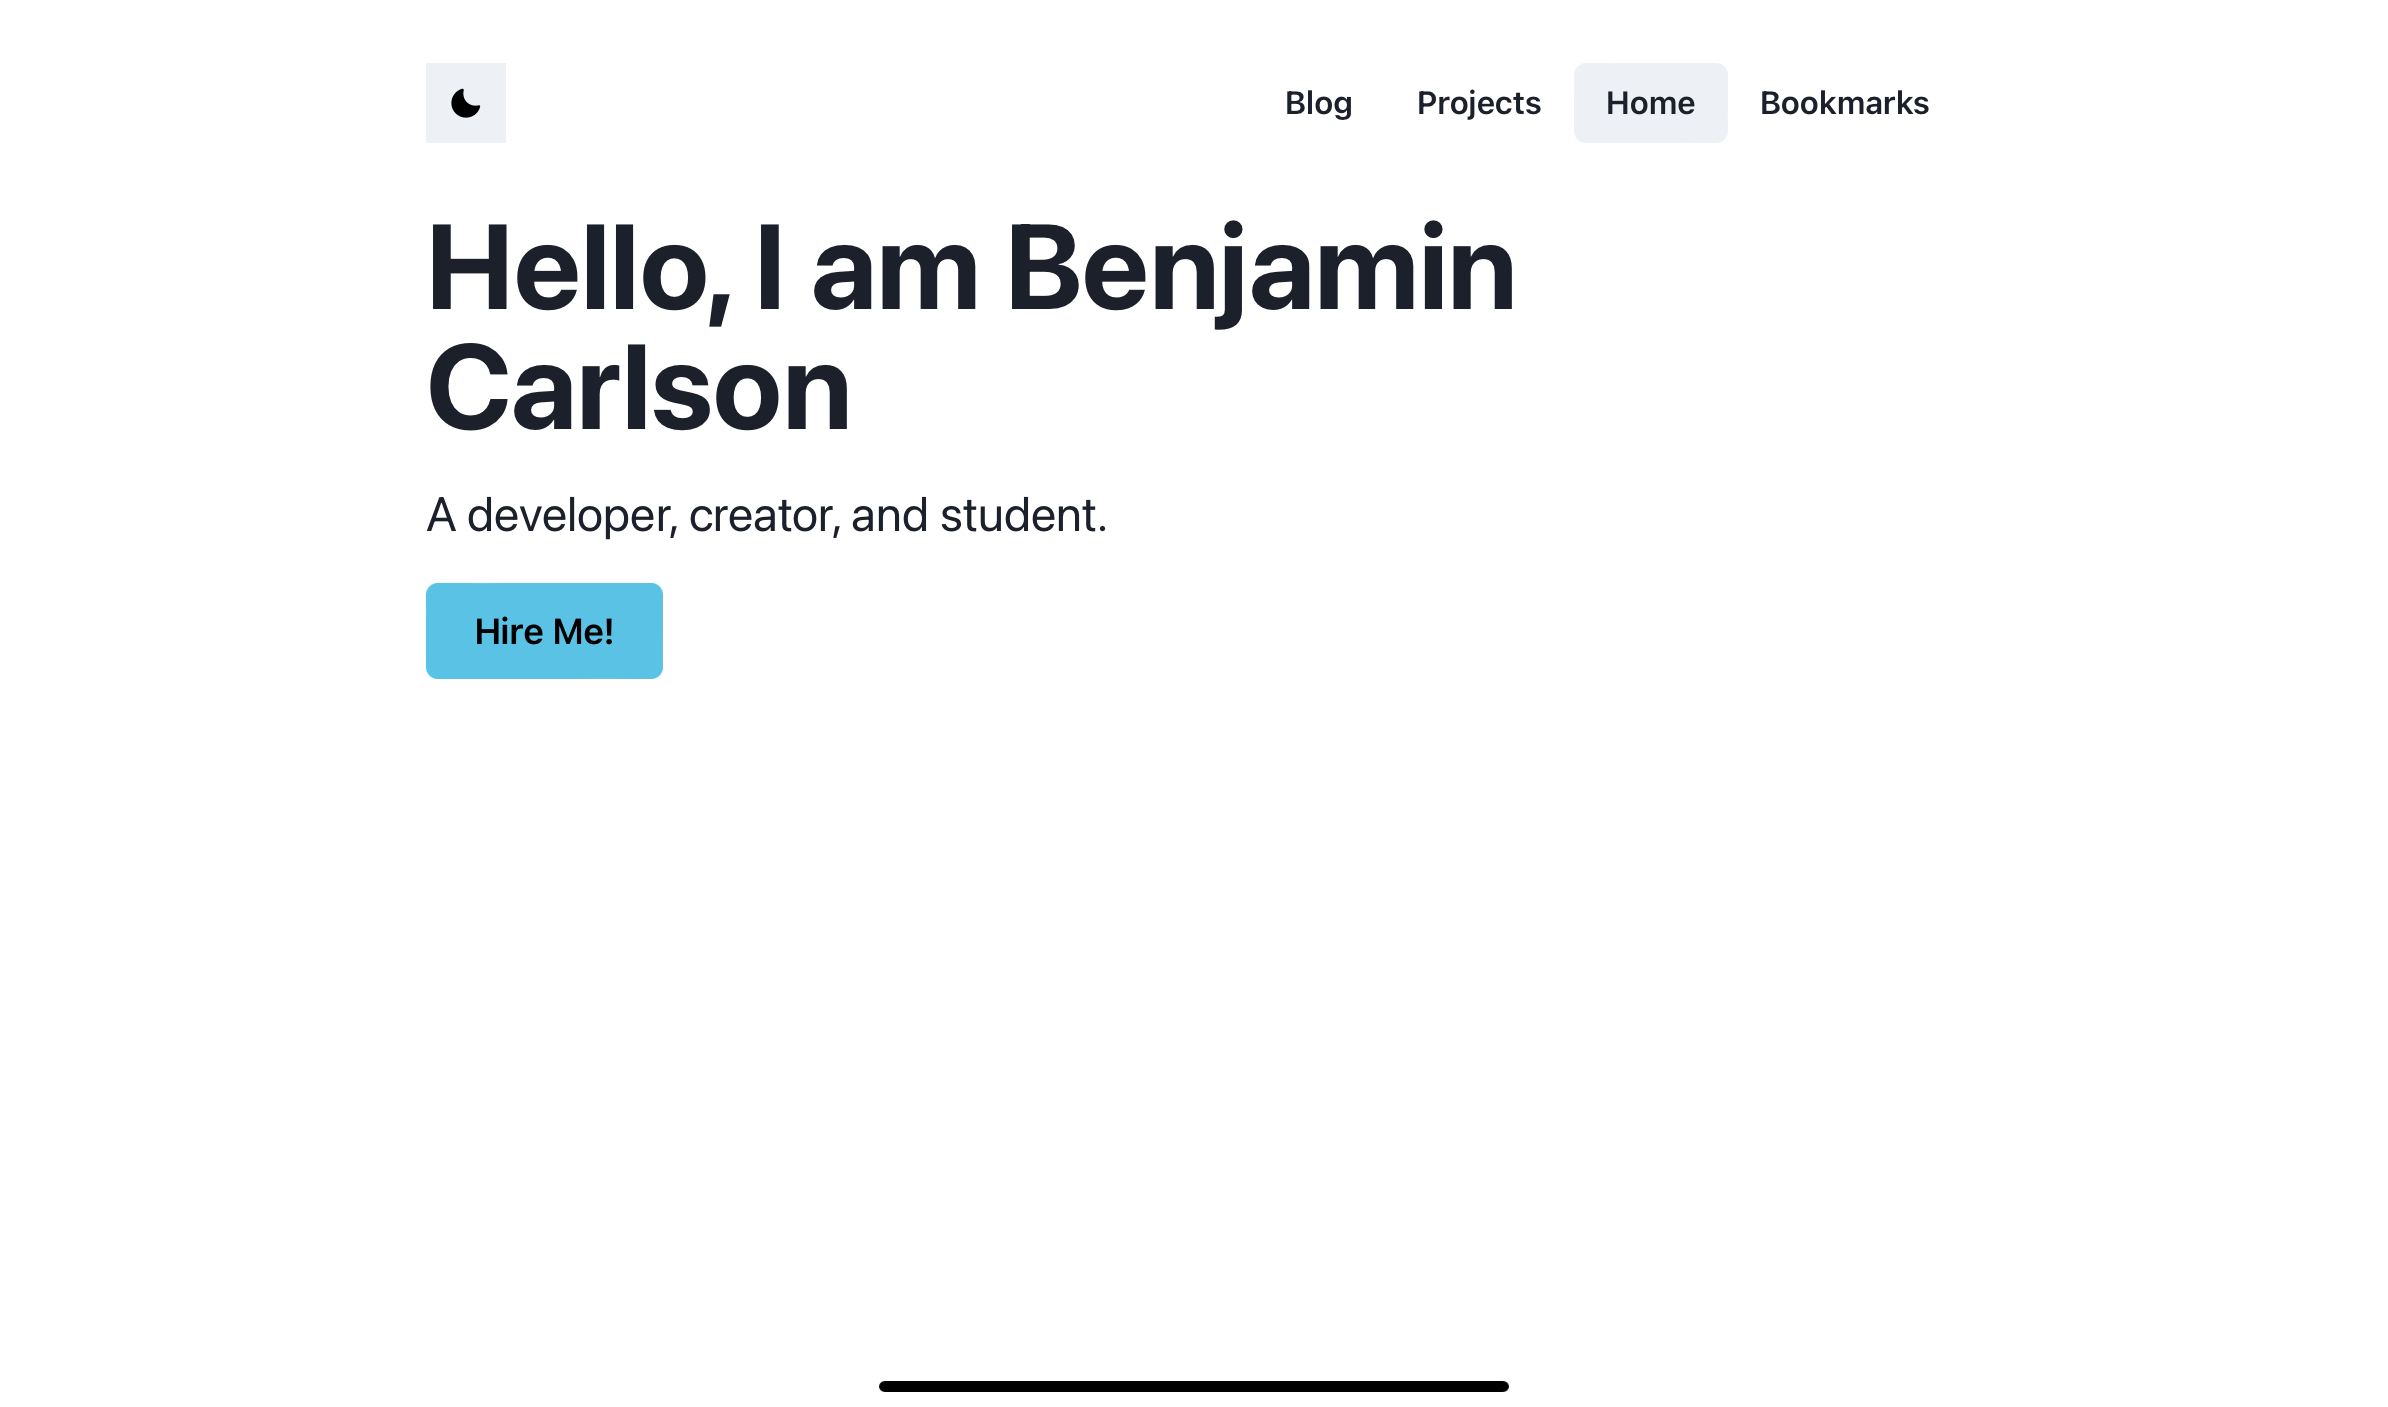 Blog Projects Home Bookmarks
Hello, I am Benjamin
Carlson
A developer, creator, and student.
Hire Me!